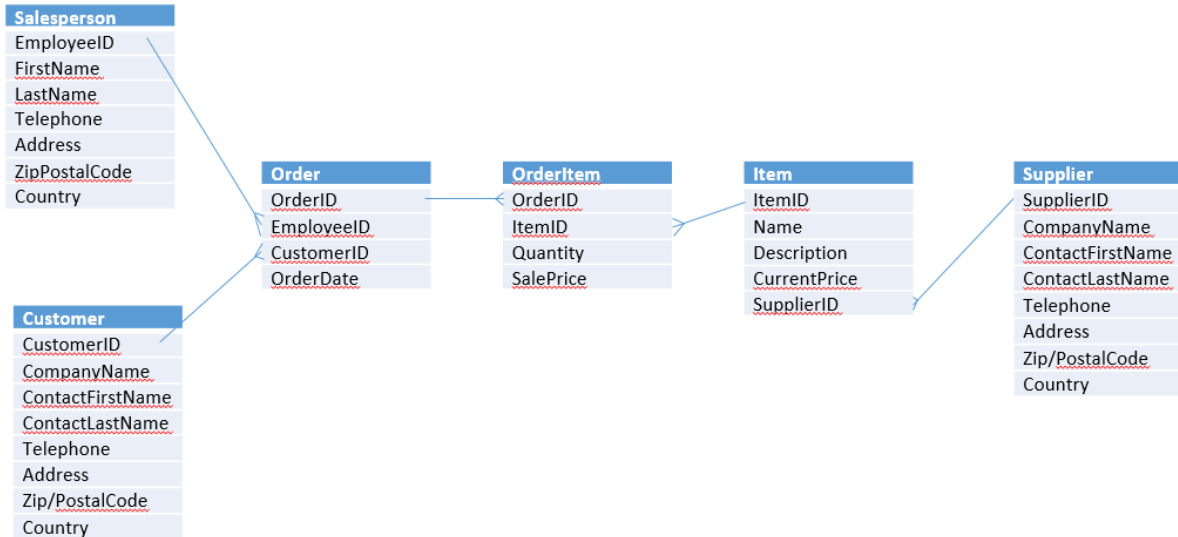 Salesperson
EmployeeID
FirstName
LastName
Telephone
Address
ZipPostalCode
Country
Customer
CustomerID
CompanyName
ContactFirstName
ContactLastName
Telephone
Address
Zip/PostalCode
Country
Order
OrderID
EmployeeID
CustomerID
OrderDate
OrderItem
OrderID
ItemID
Quantity
SalePrice
Item
ItemID
Name
Description
CurrentPrice
SupplierID
Supplier
SupplierID
CompanyName
ContactFirstName
ContactLastName
Telephone
Address
Zip/PostalCode
Country